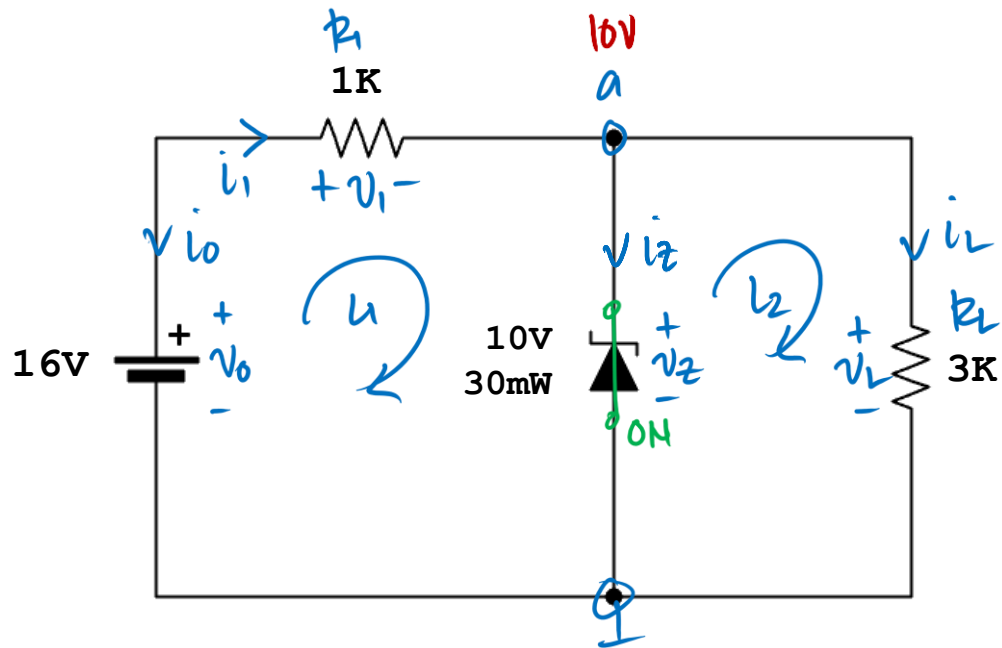 R1
10V
1K
a
i1
+ v1 -
i0
iz
iL
L1
L2
RL
+
+
v0
-
16V
10V
30mW
+
vz
-
+
vL
-
3K
ON